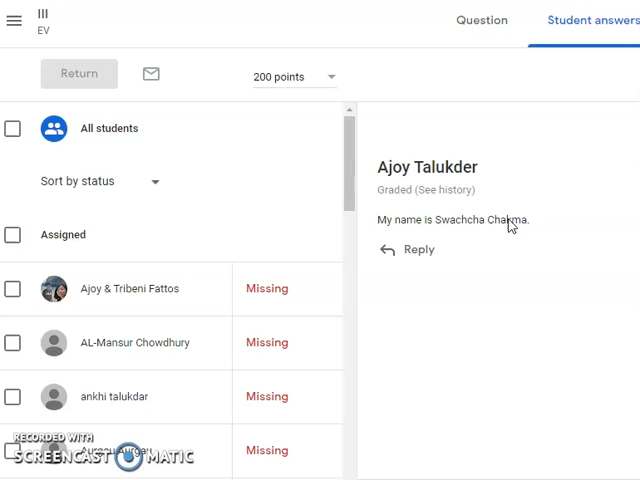 III
EV
Question
Student answers
Return
200 points
All students
Sort by status
Assigned
Ajoy & Tribeni Fattos
Missing
AL-Mansur Chowdhury
Missing
ankhi talukdar
Missing
Missing
Ajoy Talukder
Graded (See history)
My name is Swachcha Chakma.
Reply
RECORDED WITH
SCREENCAST MATIC